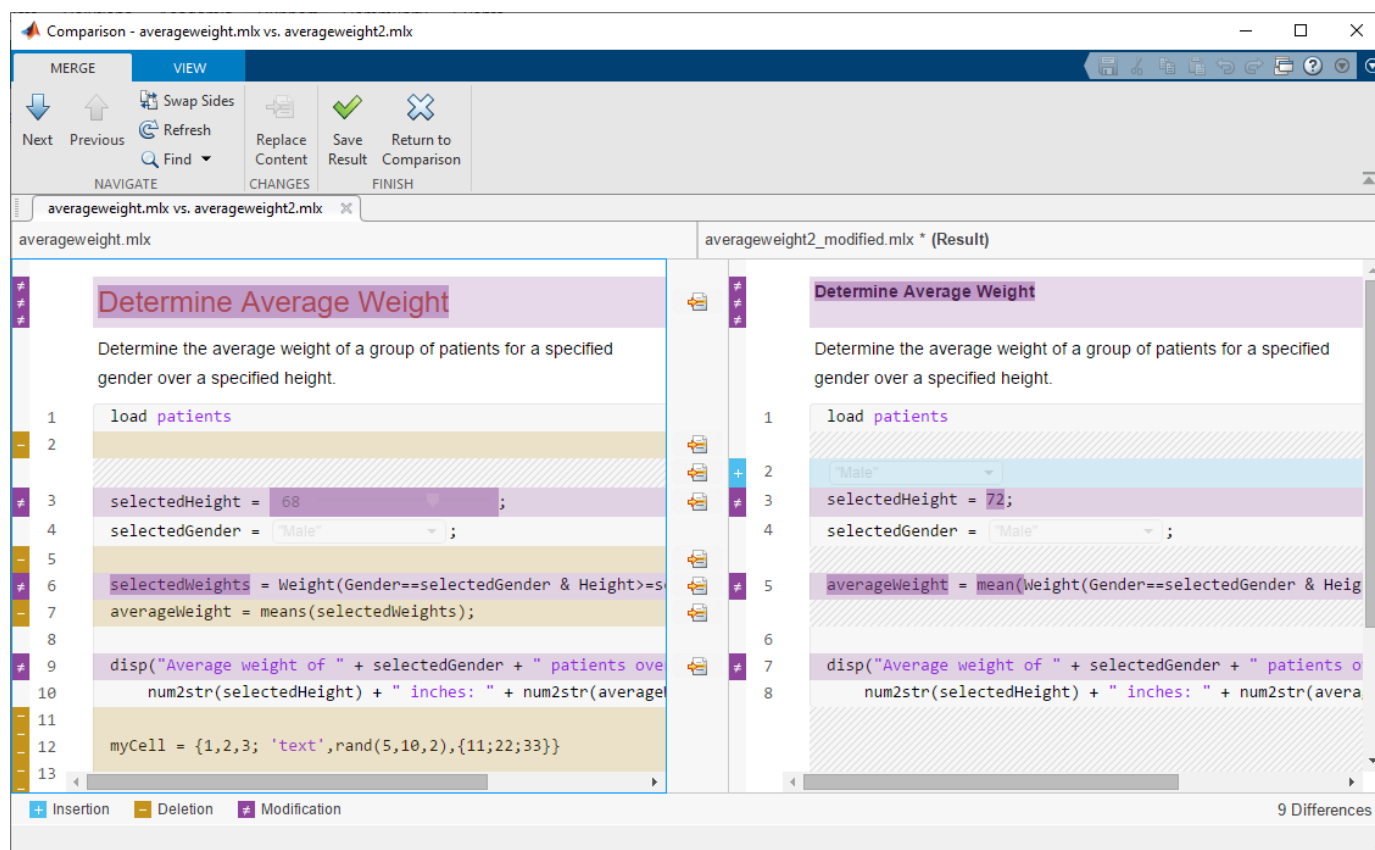 Comparison - averageweight.mlx vs. averageweight2.mlx
MERGE VIEW
Next Previous Swap Sides Refresh Find
Replace Content
Save Result
Return to Comparison
NAVIGATE CHANGES FINISH
averageweight.mlx vs. averageweight2.mlx
averageweight.mlx
Determine Average Weight
Determine the average weight of a group of patients for a specified
gender over a specified height.
1 load patients
2
3 selectedHeight = 68 ;
4 selectedGender = "Male" ;
5
6 selectedWeights = Weight(Gender==selectedGender & Height>=s
7 averageWeight = means(selectedWeights);
8
9 disp("Average weight of " + selectedGender + " patients ove
10 num2str(selectedHeight) + " inches: " + num2str(average
11
12 myCell = {1,2,3; 'text',rand(5,10,2),{11;22;33}}
13
averageweight2_modified.mlx * (Result)
Determine Average Weight
Determine the average weight of a group of patients for a specified
gender over a specified height.
1 load patients
2 "Male"
3 selectedHeight = 72;
4 selectedGender = "Male" ;
5 averageWeight = mean(Weight(Gender==selectedGender & Heig
6
7 disp("Average weight of " + selectedGender + " patients o
8 num2str(selectedHeight) + " inches: " + num2str(avera
+ Insertion − Deletion ≠ Modification
9 Differences